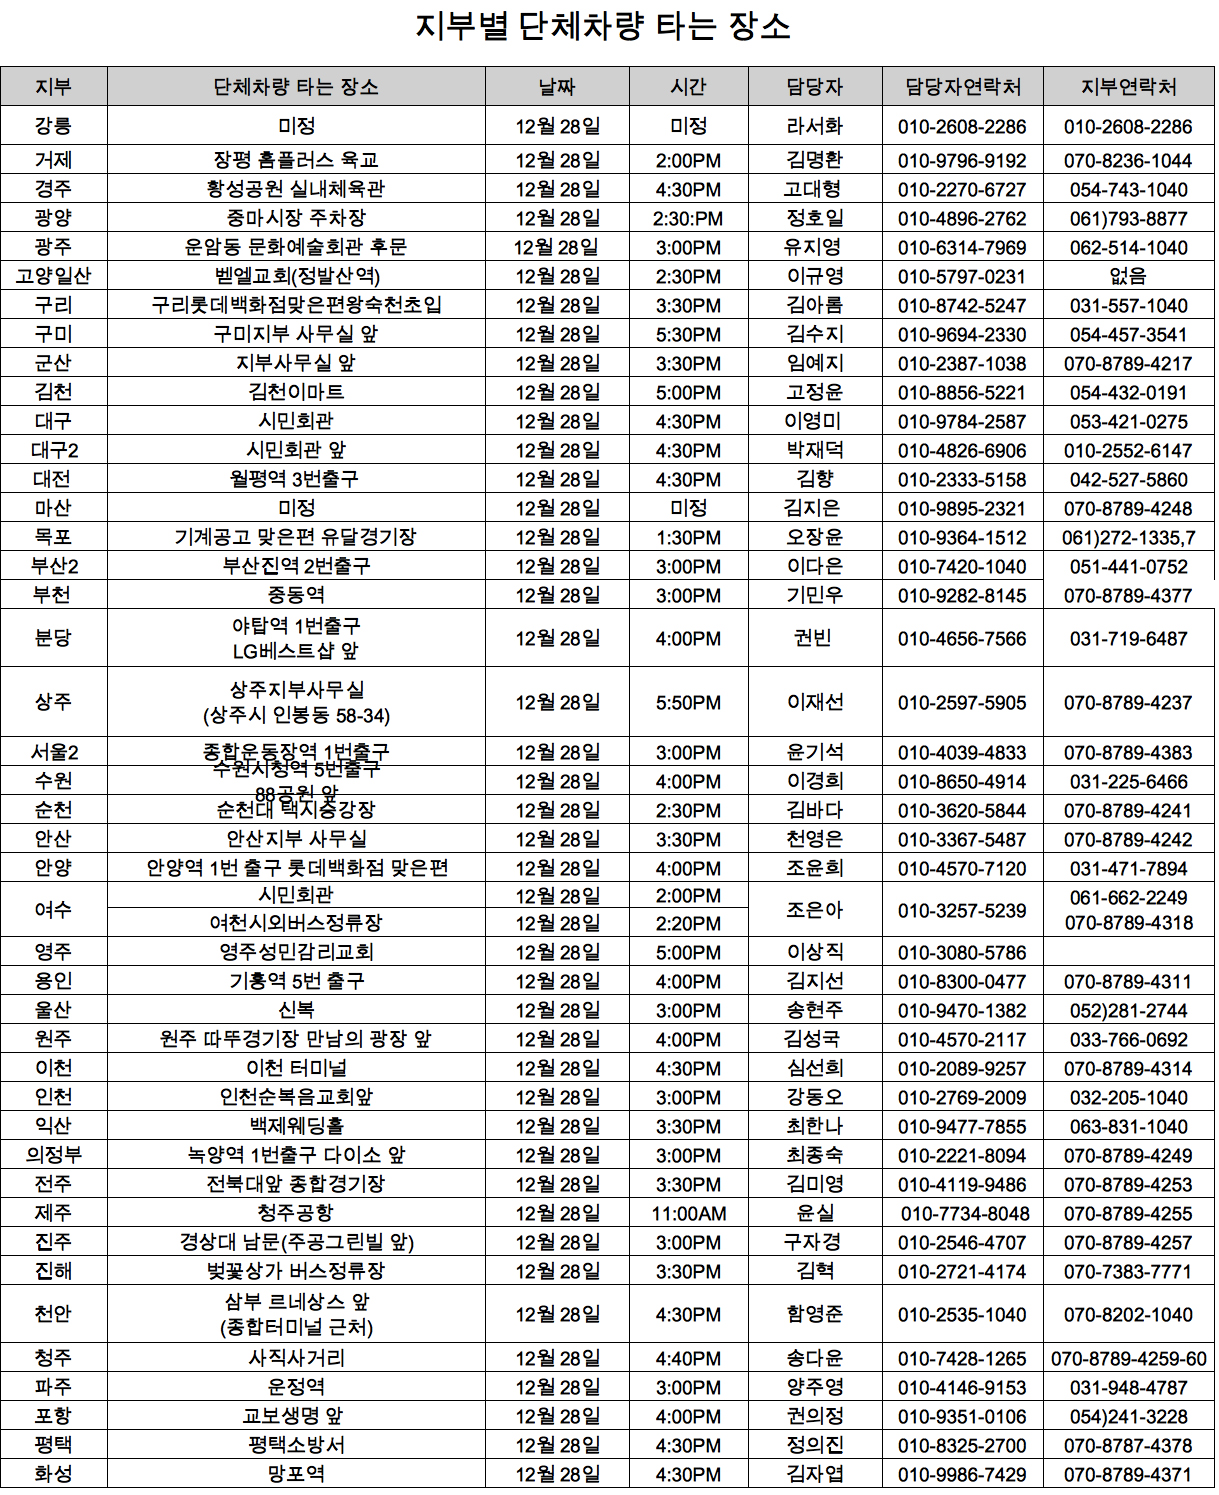 지부별 단체차량 타는 장소
지부 단체차량 타는 장소 날짜 시간 담당자 담당자연락처 지부연락처
강릉 미정 12월 28일 미정 라서화 010-2608-2286 010-2608-2286
거제 장평 홈플러스 육교 12월 28일 2:00PM 김명환 010-9796-9192 070-8236-1044
경주 황성공원 실내체육관 12월 28일 4:30PM 고대형 010-2270-6727 054-743-1040
광양 중마시장 주차장 12월 28일 2:30:PM 정호일 010-4896-2762 061)793-8877
광주 운암동 문화예술회관 후문 12월 28일 3:00PM 유지영 010-6314-7969 062-514-1040
고양일산 벧엘교회(정발산역) 12월 28일 2:30PM 이규영 010-5797-0231 없음
구리 구리롯데백화점맞은편왕숙천초입 12월 28일 3:30PM 김아롬 010-8742-5247 031-557-1040
구미 구미지부 사무실 앞 12월 28일 5:30PM 김수지 010-9694-2330 054-457-3541
군산 지부사무실 앞 12월 28일 3:30PM 임예지 010-2387-1038 070-8789-4217
김천 김천이마트 12월 28일 5:00PM 고정윤 010-8856-5221 054-432-0191
대구 시민회관 12월 28일 4:30PM 이영미 010-9784-2587 053-421-0275
대구2 시민회관 앞 12월 28일 4:30PM 박재덕 010-4826-6906 010-2552-6147
대전 월평역 3번출구 12월 28일 4:30PM 김향 010-2333-5158 042-527-5860
마산 미정 12월 28일 미정 김지은 010-9895-2321 070-8789-4248
목포 기계공고 맞은편 유달경기장 12월 28일 1:30PM 오장윤 010-9364-1512 061)272-1335,7
부산2 부산진역 2번출구 12월 28일 3:00PM 이다은 010-7420-1040 051-441-0752
부천 중동역 12월 28일 3:00PM 기민우 010-9282-8145 070-8789-4377
분당 야탑역 1번출구
LG베스트샵 앞 12월 28일 4:00PM 권빈 010-4656-7566 031-719-6487
상주 상주지부사무실
(상주시 인봉동 58-34) 12월 28일 5:50PM 이재선 010-2597-5905 070-8789-4237
서울2 종합운동장역 1번출구 12월 28일 3:00PM 윤기석 010-4039-4833 070-8789-4383
수원 수원시청역 5번출구
88공원 앞 12월 28일 4:00PM 이경희 010-8650-4914 031-225-6466
순천 순천대 택시승강장 12월 28일 2:30PM 김바다 010-3620-5844 070-8789-4241
안산 안산지부 사무실 12월 28일 3:30PM 천영은 010-3367-5487 070-8789-4242
안양 안양역 1번 출구 롯데백화점 맞은편 12월 28일 4:00PM 조윤희 010-4570-7120 031-471-7894
여수 시민회관 12월 28일 2:00PM 조은아 010-3257-5239 061-662-2249
여천시외버스정류장 12월 28일 2:20PM 070-8789-4318
영주 영주성민감리교회 12월 28일 5:00PM 이상직 010-3080-5786
용인 기흥역 5번 출구 12월 28일 4:00PM 김지선 010-8300-0477 070-8789-4311
울산 신복 12월 28일 3:00PM 송현주 010-9470-1382 052)281-2744
원주 원주 따뚜경기장 만남의 광장 앞 12월 28일 4:00PM 김성국 010-4570-2117 033-766-0692
이천 이천 터미널 12월 28일 4:30PM 심선희 010-2089-9257 070-8789-4314
인천 인천순복음교회앞 12월 28일 3:00PM 강동오 010-2769-2009 032-205-1040
익산 백제웨딩홀 12월 28일 3:30PM 최한나 010-9477-7855 063-831-1040
의정부 녹양역 1번출구 다이소 앞 12월 28일 3:00PM 최종숙 010-2221-8094 070-8789-4249
전주 전북대앞 종합경기장 12월 28일 3:30PM 김미영 010-4119-9486 070-8789-4253
제주 청주공항 12월 28일 11:00AM 윤실 010-7734-8048 070-8789-4255
진주 경상대 남문(주공그린빌 앞) 12월 28일 3:00PM 구자경 010-2546-4707 070-8789-4257
진해 벚꽃상가 버스정류장 12월 28일 3:30PM 김혁 010-2721-4174 070-7383-7771
천안 삼부 르네상스 앞
(종합터미널 근처) 12월 28일 4:30PM 함영준 010-2535-1040 070-8202-1040
청주 사직사거리 12월 28일 4:40PM 송다윤 010-7428-1265 070-8789-4259-60
파주 운정역 12월 28일 3:00PM 양주영 010-4146-9153 031-948-4787
포항 교보생명 앞 12월 28일 4:00PM 권의정 010-9351-0106 054)241-3228
평택 평택소방서 12월 28일 4:30PM 정의진 010-8325-2700 070-8787-4378
화성 망포역 12월 28일 4:30PM 김자엽 010-9986-7429 070-8789-4371